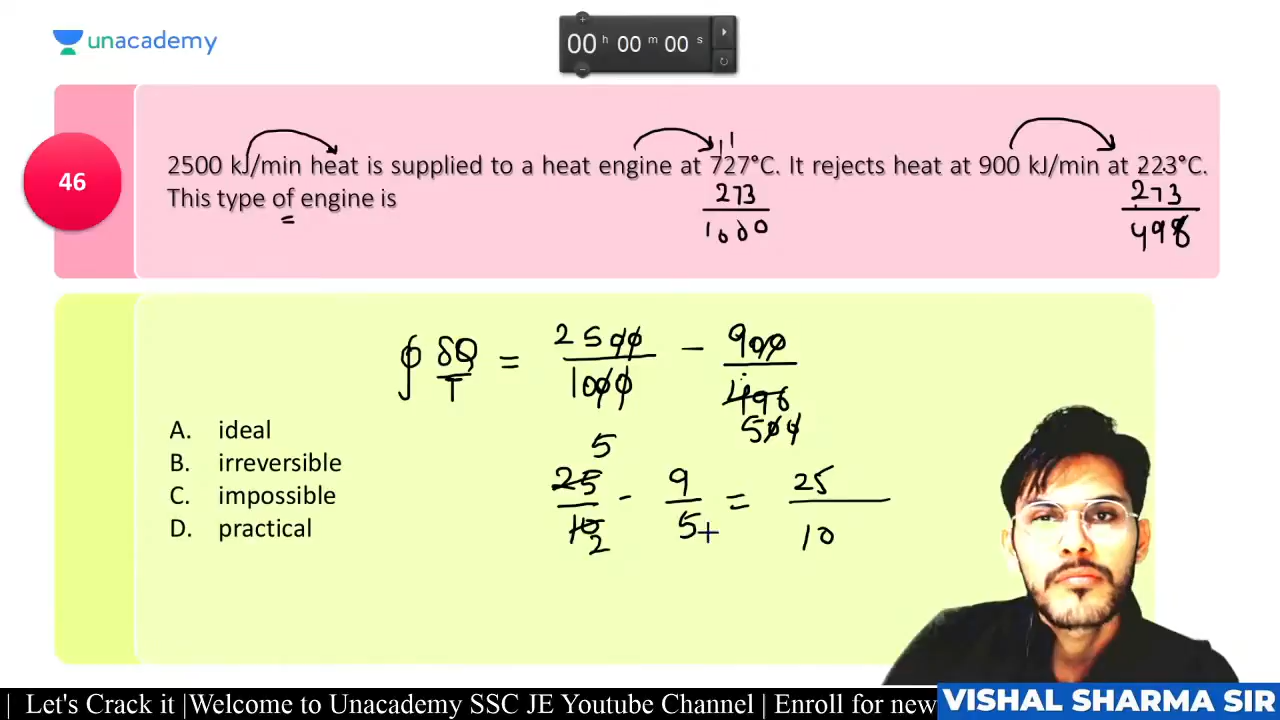 unacademy
00 h 00 m 00 s
46
2500 kJ/min heat is supplied to a heat engine at 727°C. It rejects heat at 900 kJ/min at 223°C.
This type of engine is
11
273
1000
273
498
∮ δQ/T = 2500/1000 - 900/496
500
5
25/10 - 9/5 = 25/10
2
A. ideal
B. irreversible
C. impossible
D. practical
| Let's Crack it |Welcome to Unacademy SSC JE Youtube Channel | Enroll for new
VISHAL SHARMA SIR